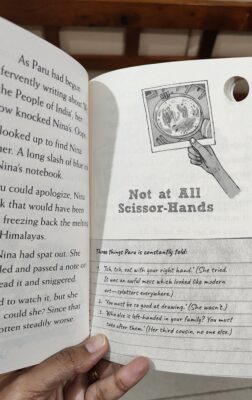 As Paru had begun
fervently writing about 'B
the People of India', her
ow knocked Nina's. Oops.
looked up to find Nina
her. A long slash of blue
Nina's notebook.
u could apologize, Nina
k that would have been
freezing back the melting
Himalayas.
Nina had spat out. She
led and passed a note
ead it and sniggered.
d to watch it, but she
could she? Since that
otten steadily worse.
Not at All
Scissor-Hands
Three things Paru is constantly told:
1. 'Tch, tch, eat with your right hand.' (She tried.
It was an awful mess which looked like modern
art—splatters everywhere.)
2. 'You must be so good at drawing.' (She wasn't.)
3. 'Who else is left-handed in your family? You must
take after them.' (Her third cousin, no one else.)